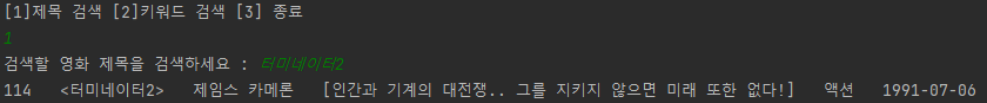 [1]제목 검색 [2]키워드 검색 [3] 종료
1
검색할 영화 제목을 검색하세요 : 터미네이터2
114 <터미네이터2> 제임스 카메론 [인간과 기계의 대전쟁.. 그를 지키지 않으면 미래 또한 없다!] 액션 1991-07-06